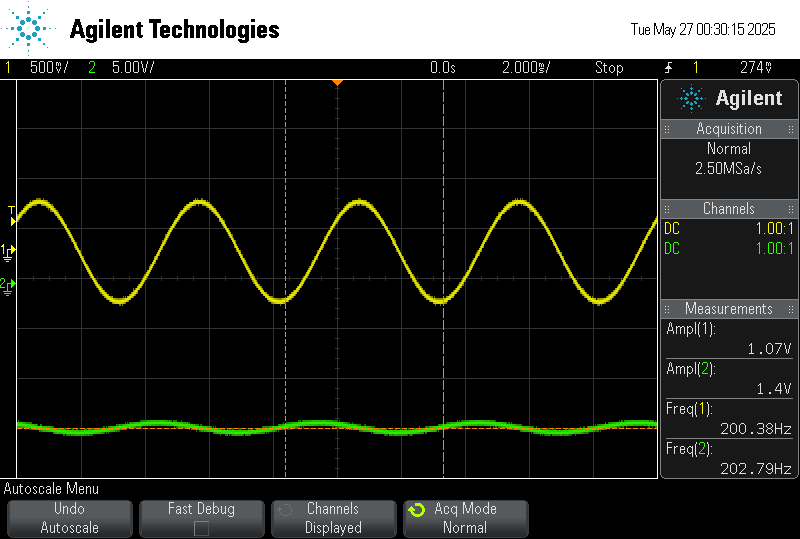 Agilent Technologies
Tue May 27 00:30:15 2025
1 500mV/ 2 5.00V/ 0.0s 2.000ms/ Stop 1 274mV
Agilent
Acquisition
Normal
2.50MSa/s
Channels
DC 1.00:1
DC 1.00:1
Measurements
Ampl(1):
1.07V
Ampl(2):
1.4V
Freq(1):
200.38Hz
Freq(2):
202.79Hz
T
1
2
Autoscale Menu
Undo
Autoscale
Fast Debug
Channels
Displayed
Acq Mode
Normal